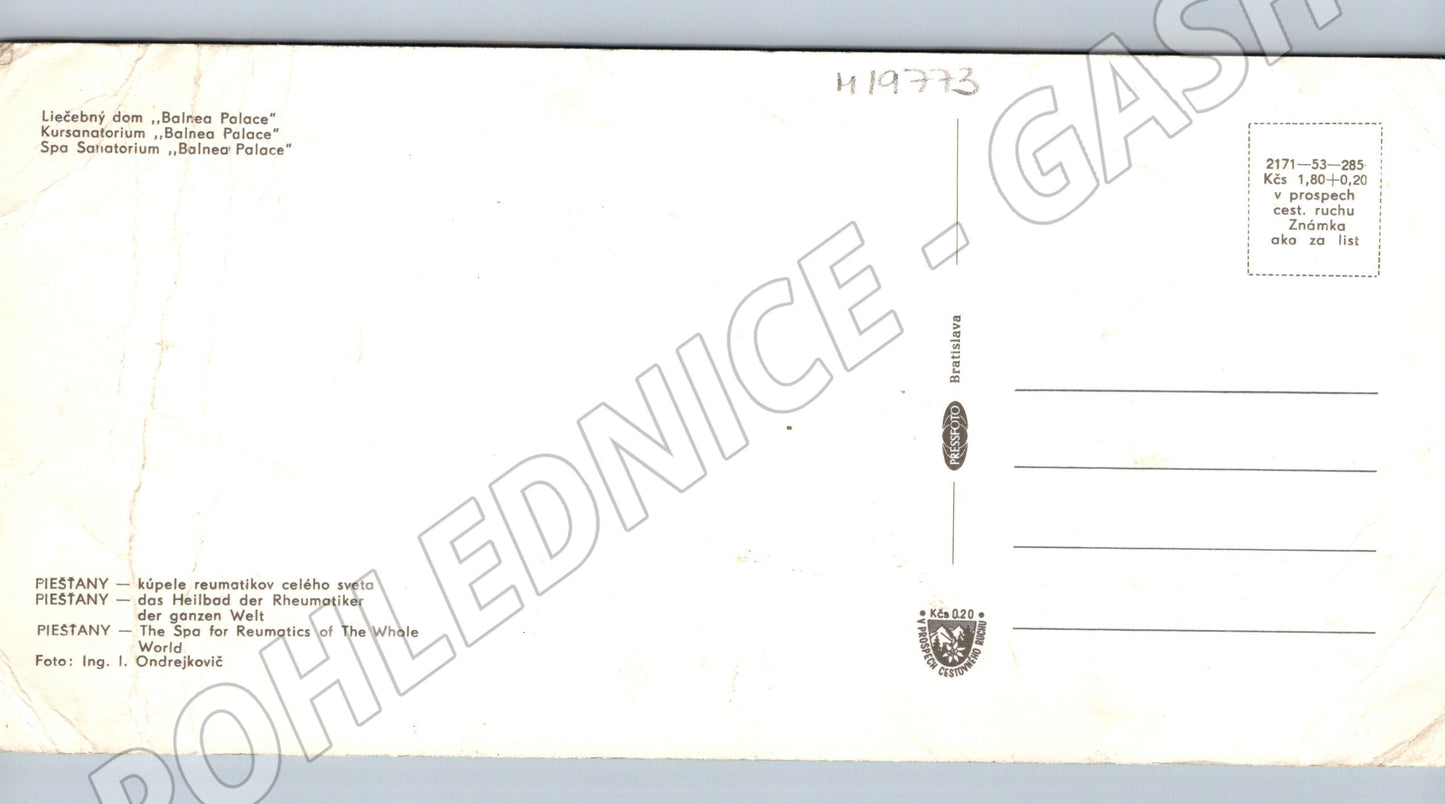 H19773
Liečebný dom ,,Balnea Palace"
Kursanatorium ,,Balnea Palace"
Spa Sanatorium ,,Balnea Palace"
2171—53—285
Kčs 1,80+0,20
v prospech
cest. ruchu
Známka
ako za list
Bratislava
PRESSFOTO
PIEŠŤANY — kúpele reumatikov celého sveta
PIEŠŤANY — das Heilbad der Rheumatiker
der ganzen Welt
PIEŠŤANY — The Spa for Reumatics of The Whole
World
Foto: Ing. I. Ondrejkovič
• Kčs 0.20 •
V PROSPECH CESTOVNÉHO RUCHU
POHLEDNICE - GASH